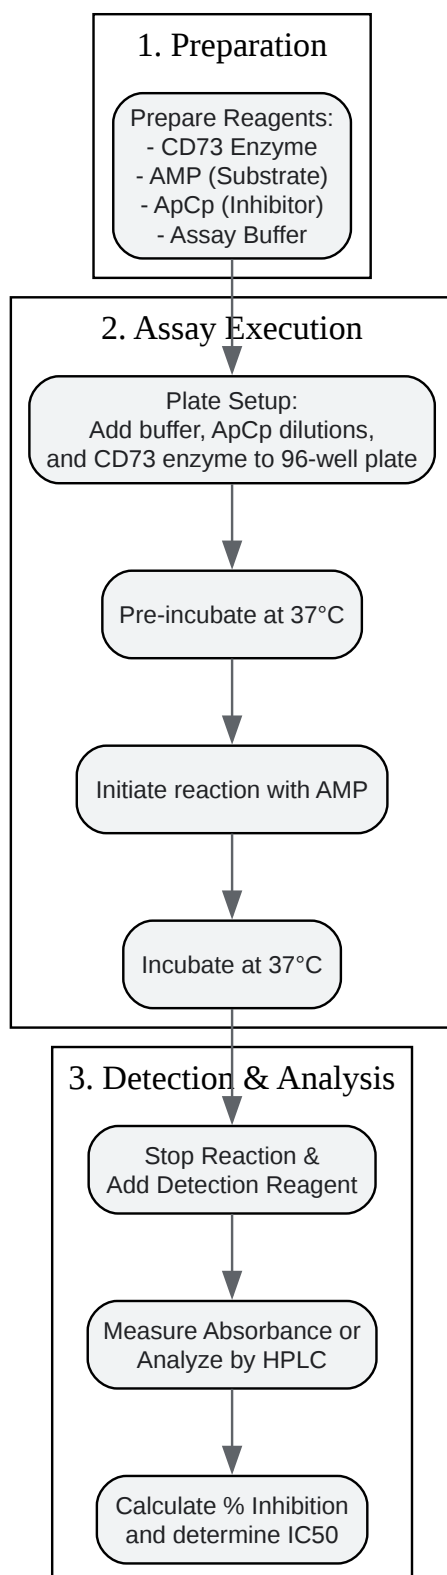 1. Preparation
Prepare Reagents:
- CD73 Enzyme
- AMP (Substrate)
- ApCp (Inhibitor)
- Assay Buffer
2. Assay Execution
Plate Setup:
Add buffer, ApCp dilutions,
and CD73 enzyme to 96-well plate
Pre-incubate at 37°C
Initiate reaction with AMP
Incubate at 37°C
3. Detection & Analysis
Stop Reaction &
Add Detection Reagent
Measure Absorbance or
Analyze by HPLC
Calculate % Inhibition
and determine IC50